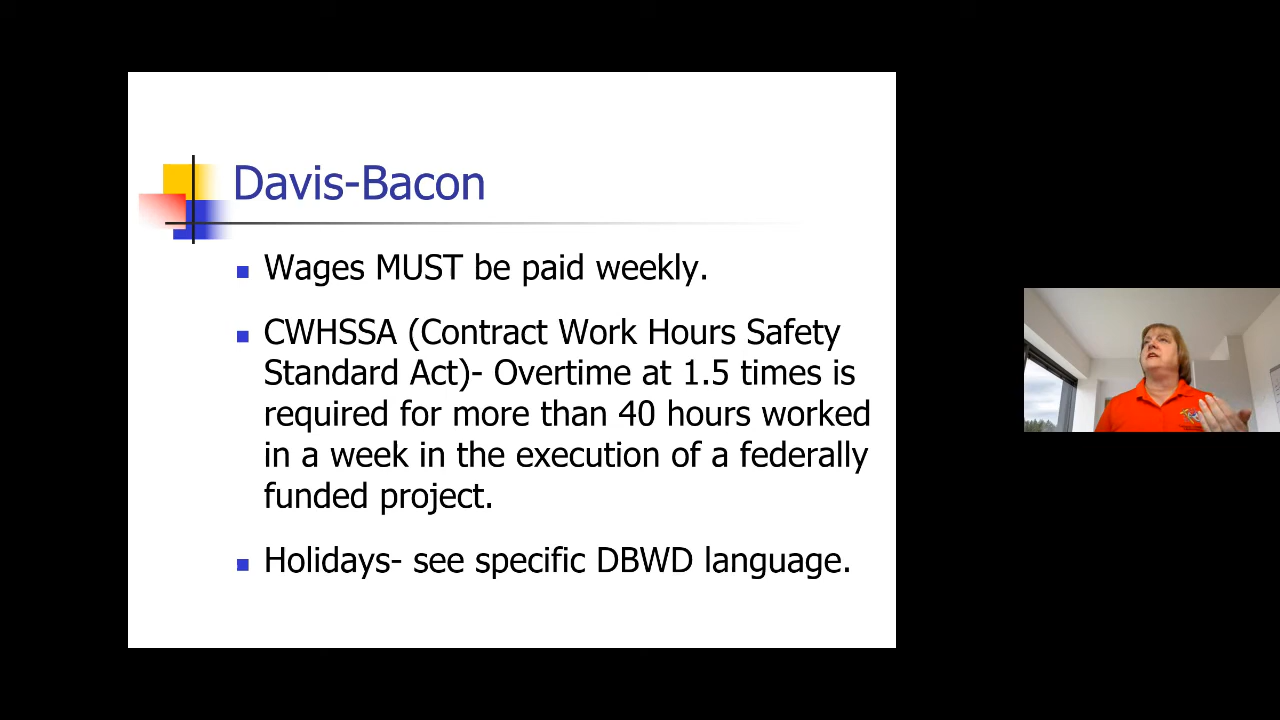 Davis-Bacon
Wages MUST be paid weekly.
CWHSSA (Contract Work Hours Safety
Standard Act)- Overtime at 1.5 times is
required for more than 40 hours worked
in a week in the execution of a federally
funded project.
Holidays- see specific DBWD language.